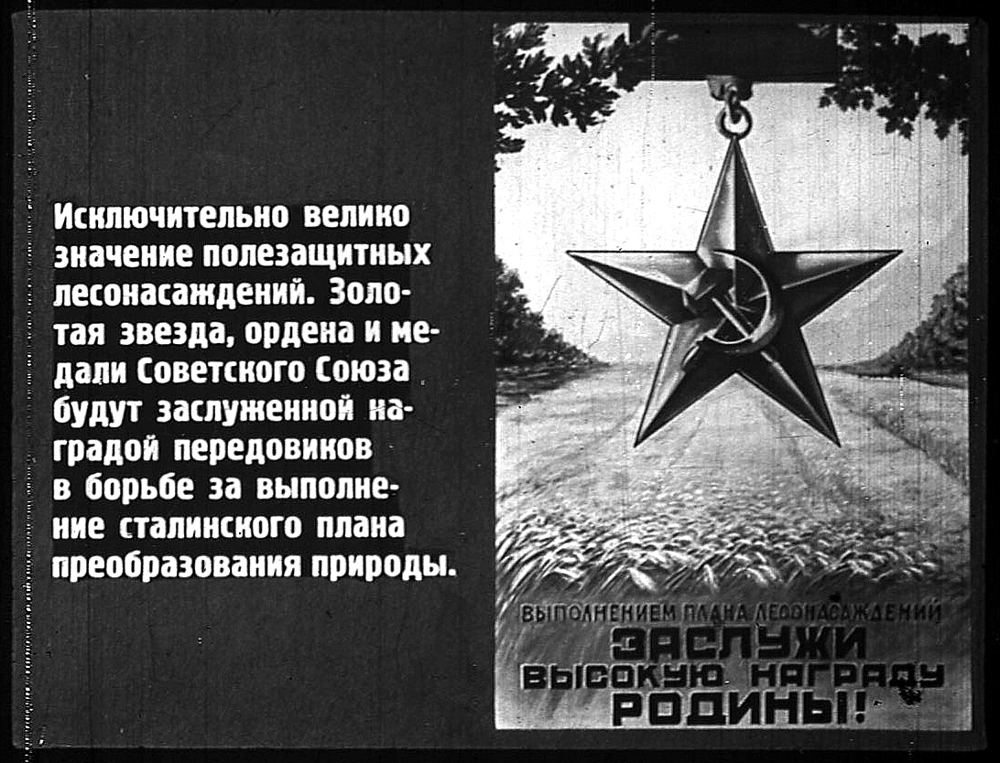 Исключительно велико
значение полезащитных
лесонасаждений. Золо-
тая звезда, ордена и ме-
дали Советского Союза
будут заслуженной на-
градой передовиков
в борьбе за выполне-
ние сталинского плана
преобразования природы.
ВЫПОЛНЕНИЕМ ПЛАНА ЛЕСОНАСАЖДЕНИЙ
ЗАСЛУЖИ
ВЫСОКУЮ НАГРАДУ
РОДИНЫ!